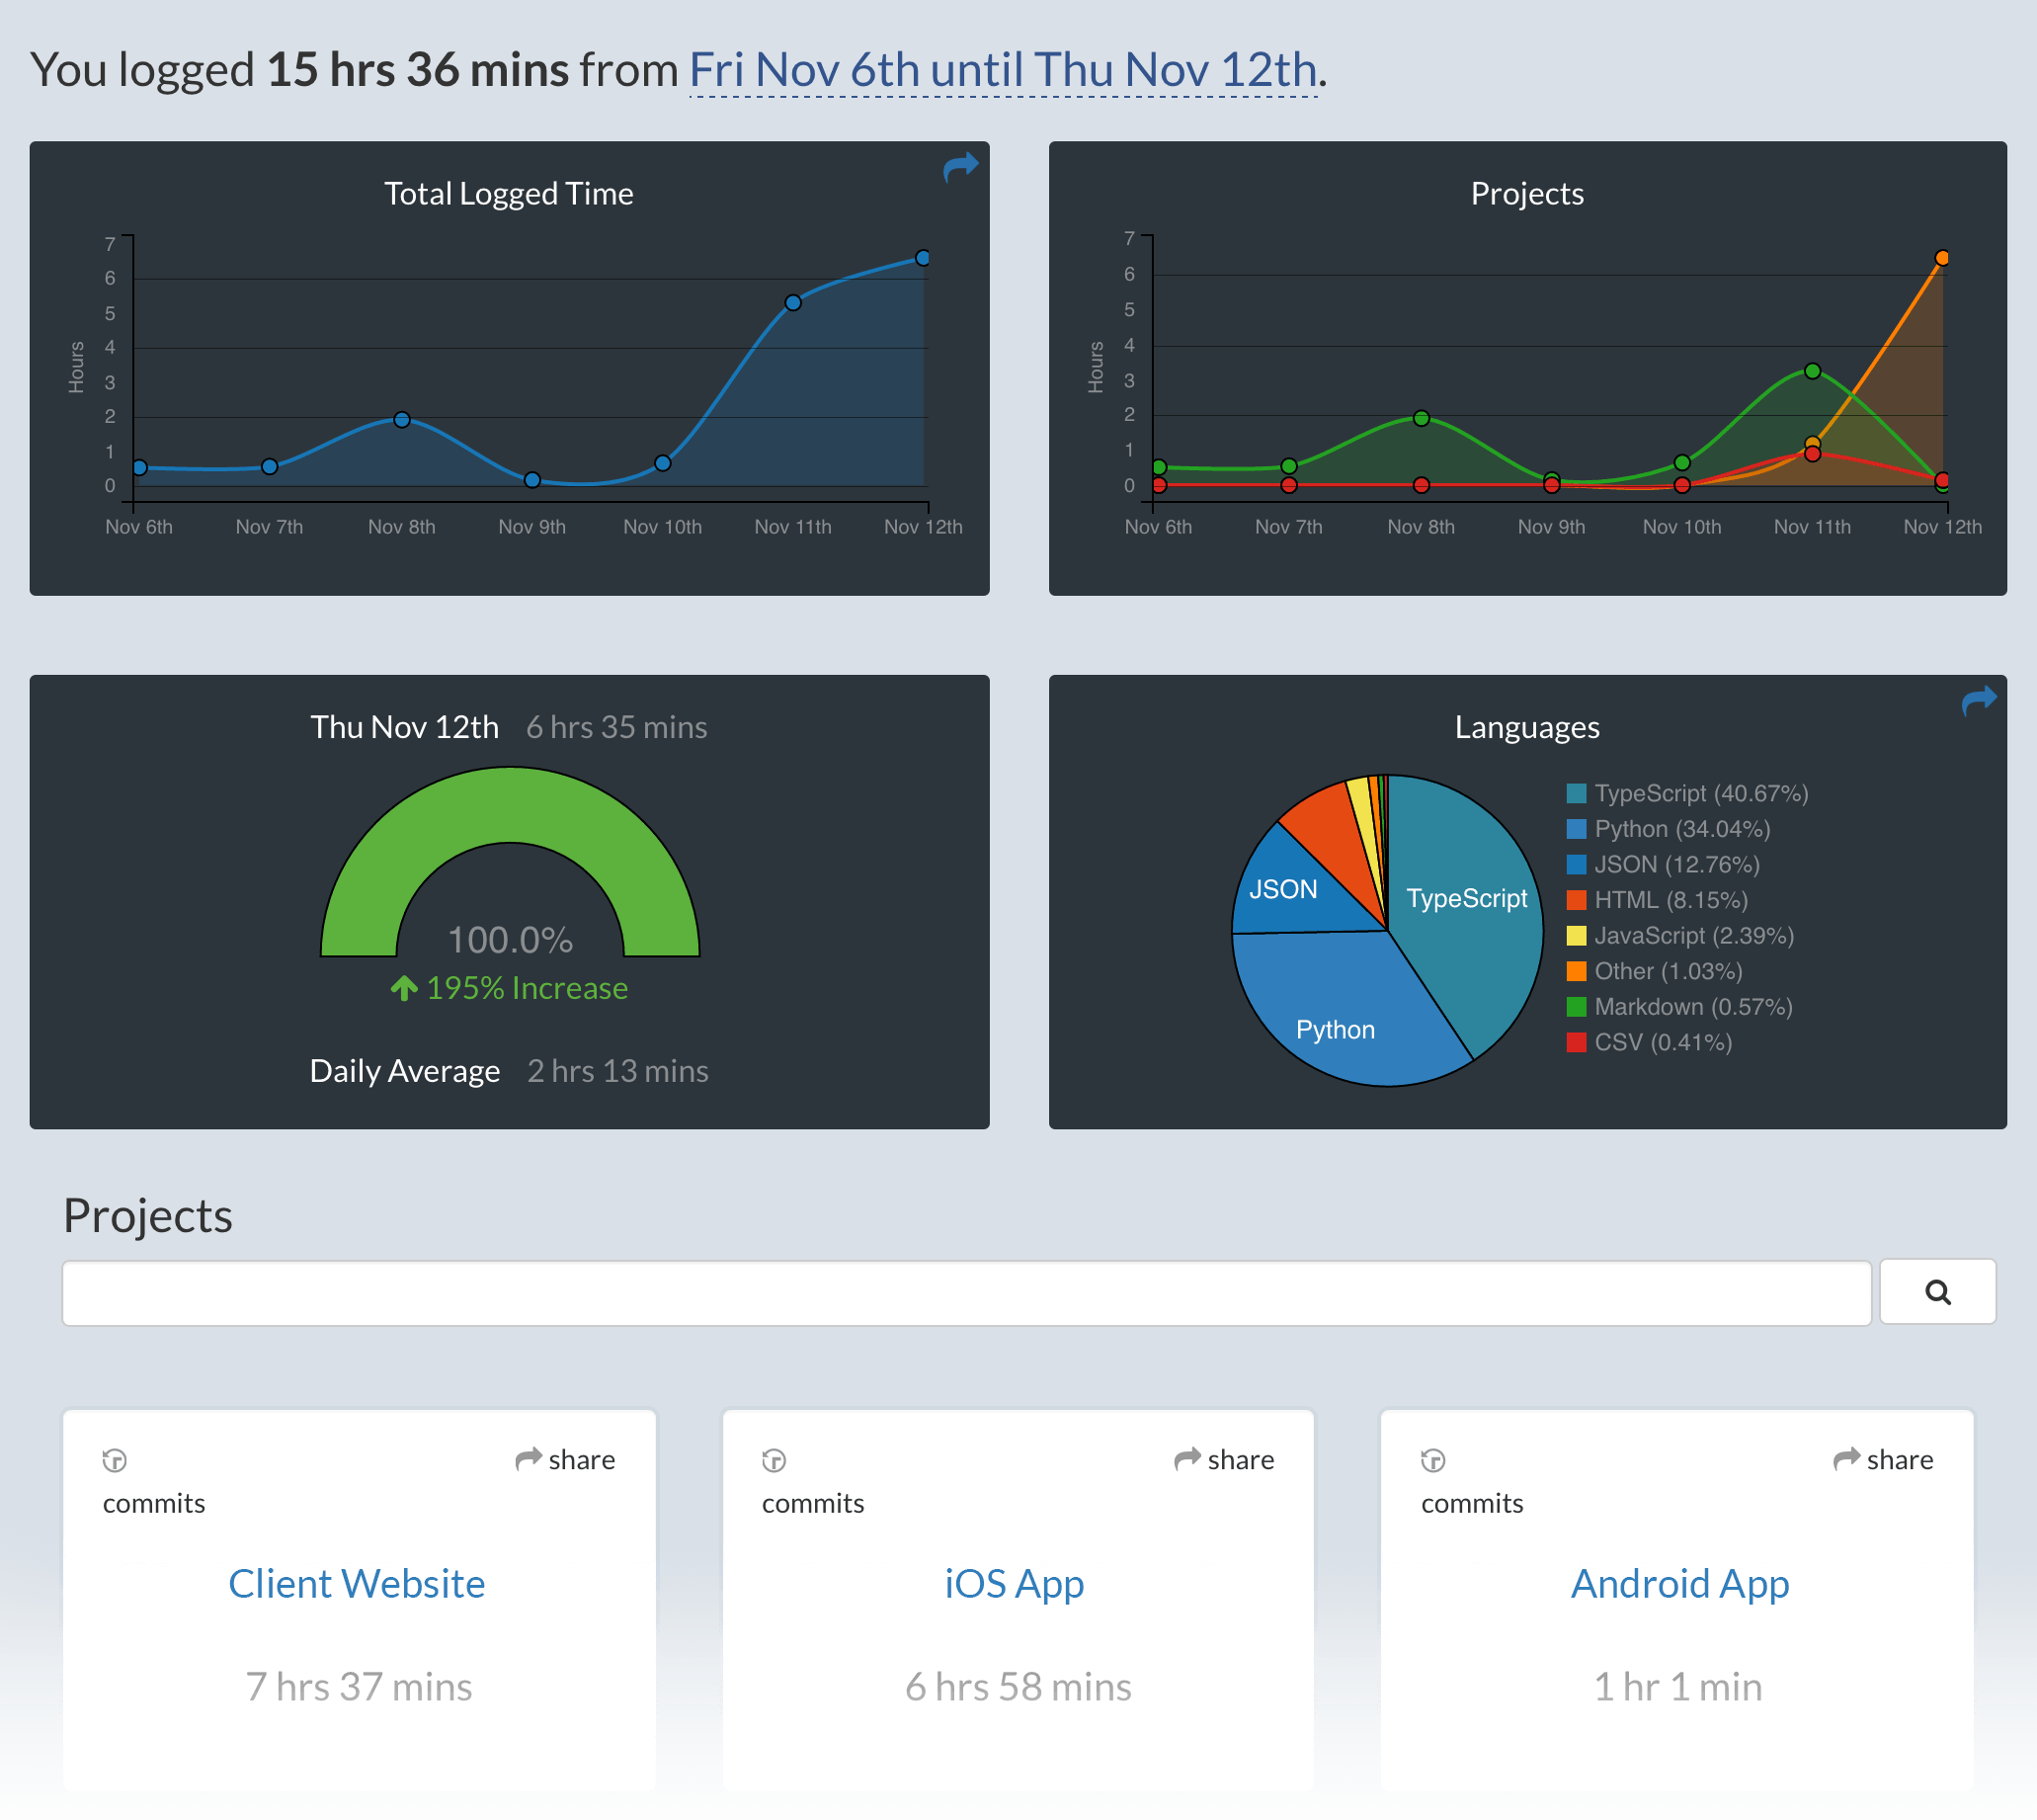 You logged 15 hrs 36 mins from Fri Nov 6th until Thu Nov 12th.
Total Logged Time
Hours
7
6
5
4
3
2
1
0
Nov 6th Nov 7th Nov 8th Nov 9th Nov 10th Nov 11th Nov 12th
Projects
Hours
7
6
5
4
3
2
1
0
Nov 6th Nov 7th Nov 8th Nov 9th Nov 10th Nov 11th Nov 12th
Thu Nov 12th 6 hrs 35 mins
100.0%
195% Increase
Daily Average 2 hrs 13 mins
Languages
JSON
TypeScript
Python
TypeScript (40.67%)
Python (34.04%)
JSON (12.76%)
HTML (8.15%)
JavaScript (2.39%)
Other (1.03%)
Markdown (0.57%)
CSV (0.41%)
Projects
share
commits
Client Website
7 hrs 37 mins
share
commits
iOS App
6 hrs 58 mins
share
commits
Android App
1 hr 1 min